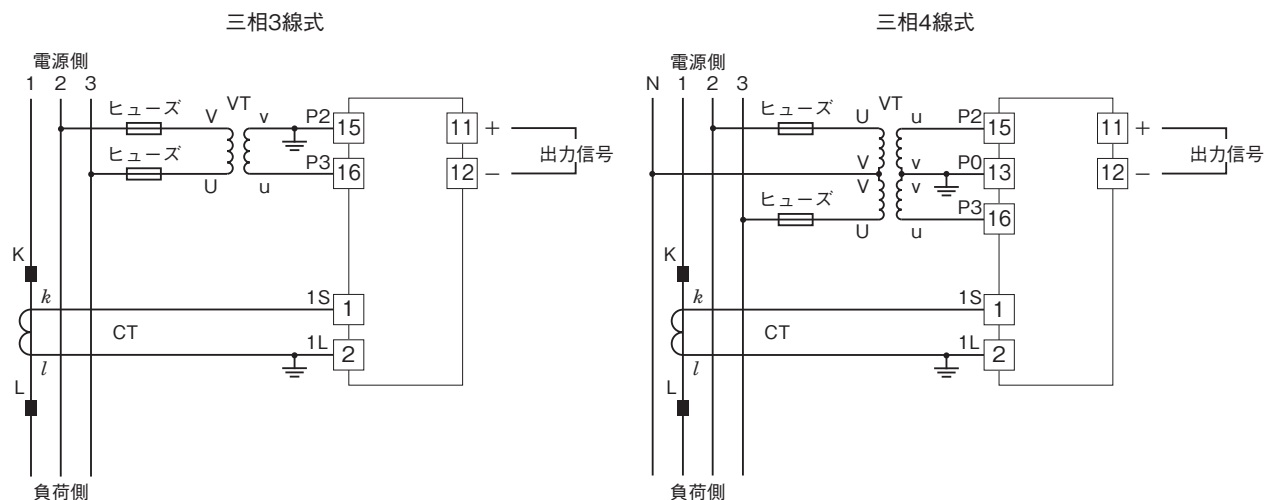 三相3線式
電源側
1 2 3
ヒューズ V VT v P2 15 11 +
ヒューズ U u P3 16 12 −
出力信号
K
k 1S 1
CT
l 1L 2
L
負荷側
三相4線式
電源側
N 1 2 3
ヒューズ U VT u P2 15 11 +
V v P0 13 12 −
出力信号
ヒューズ V v
U u P3 16
K
k 1S 1
CT
l 1L 2
L
負荷側